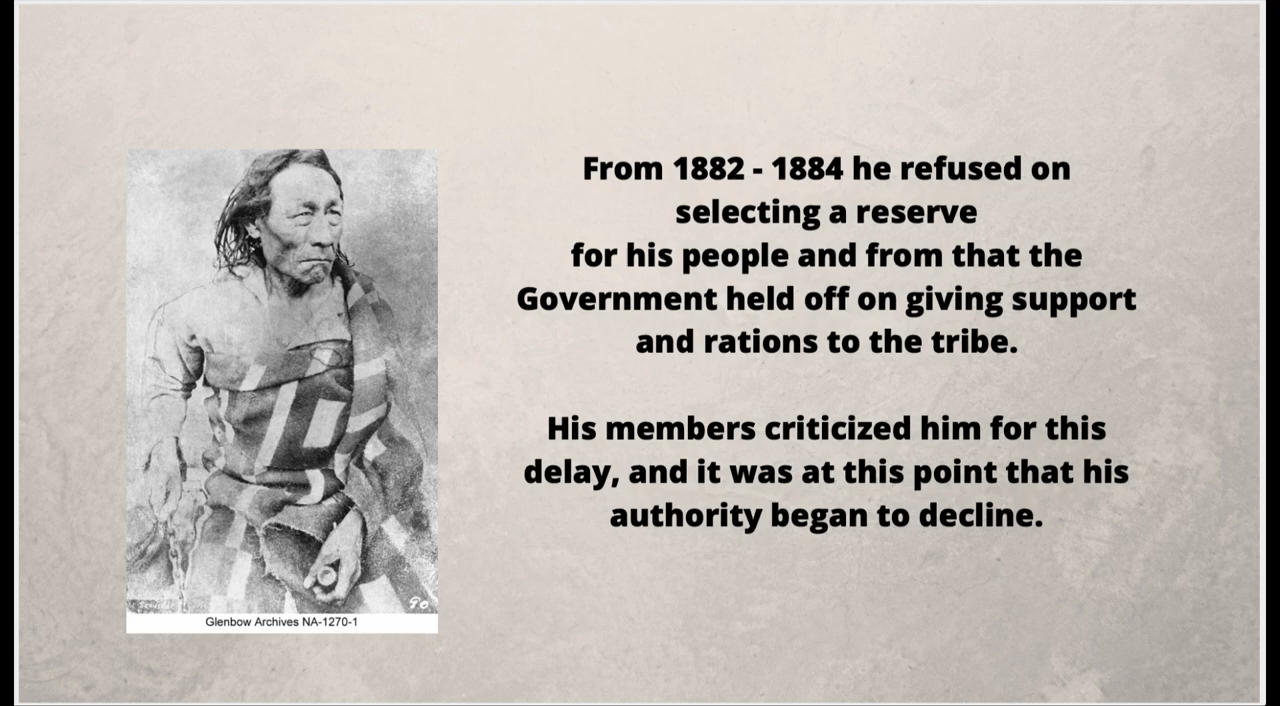 From 1882 - 1884 he refused on
selecting a reserve
for his people and from that the
Government held off on giving support
and rations to the tribe.
His members criticized him for this
delay, and it was at this point that his
authority began to decline.
90
Glenbow Archives NA-1270-1